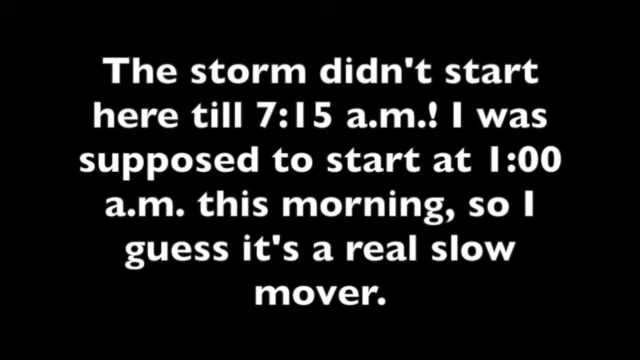 The storm didn't start
here till 7:15 a.m.! I was
supposed to start at 1:00
a.m. this morning, so I
guess it's a real slow
mover.